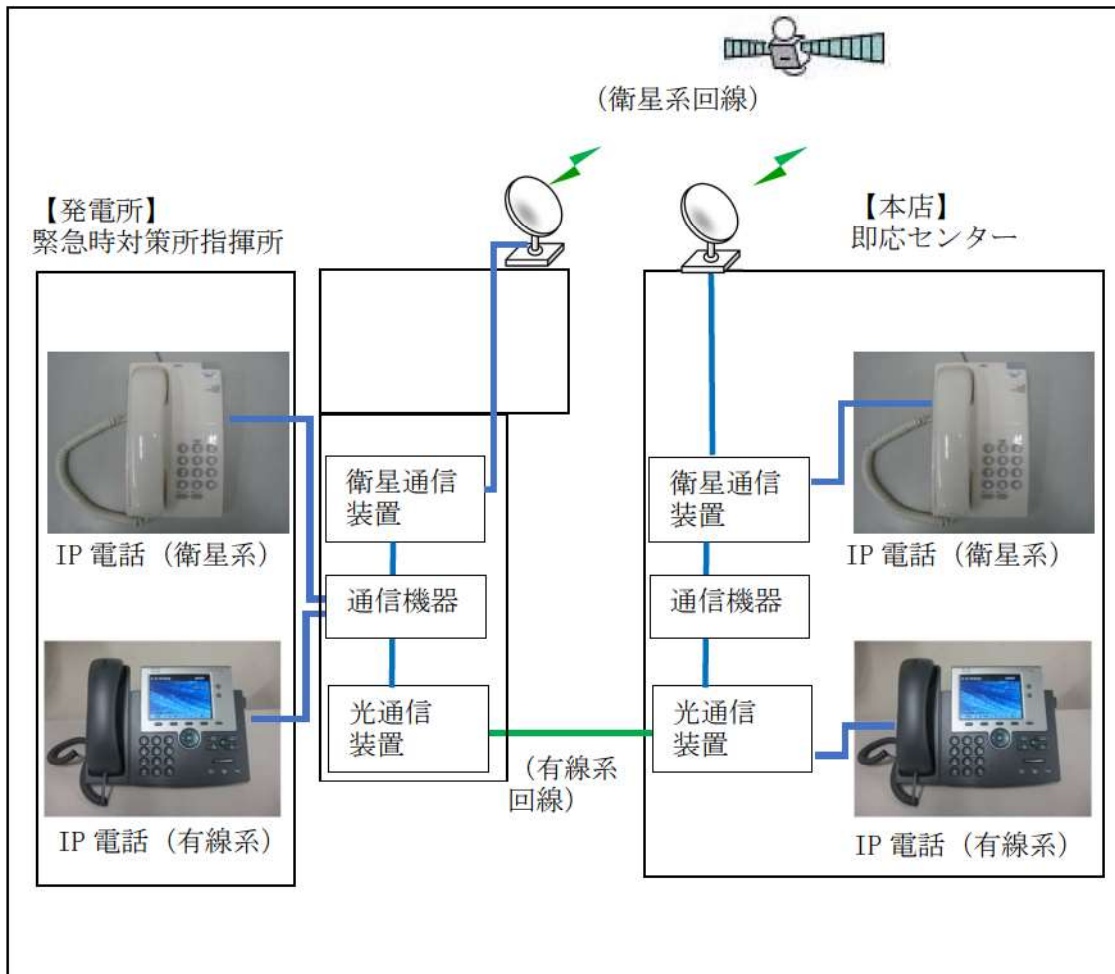 （衛星系回線）
【発電所】
緊急時対策所指揮所
【本店】
即応センター
衛星通信
装置
IP 電話（衛星系）
通信機器
光通信
装置
IP 電話（有線系）
（有線系
回線）
衛星通信
装置
IP 電話（衛星系）
通信機器
光通信
装置
IP 電話（有線系）